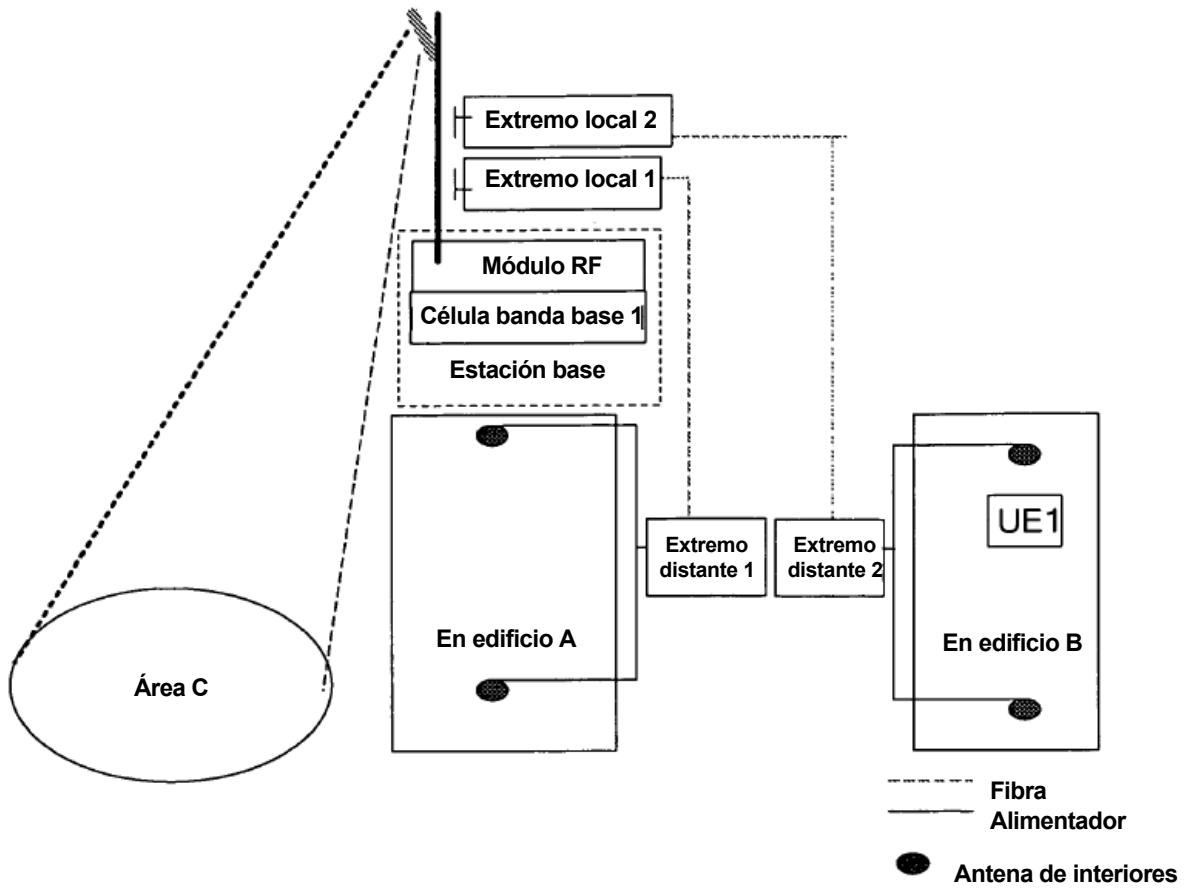 Extremo local 2
Extremo local 1
Módulo RF
Célula banda base 1
Estación base
Extremo
distante 1
Extremo
distante 2
UE1
En edificio A
En edificio B
Área C
Fibra
Alimentador
Antena de interiores